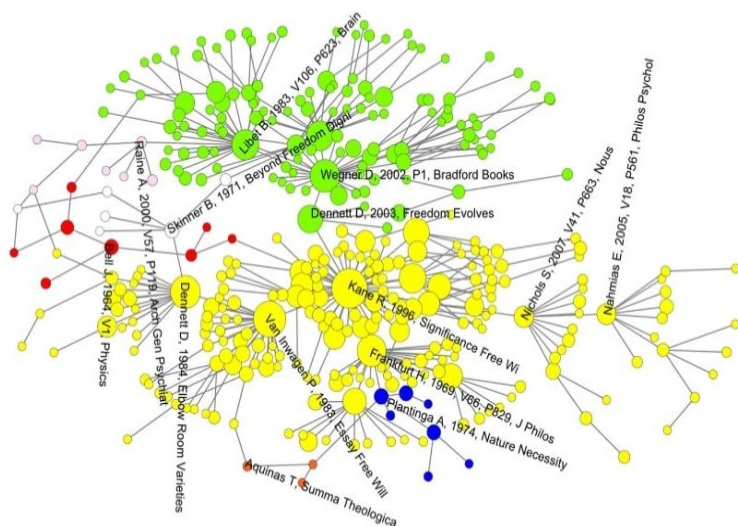 Libet B, 1983, V106, P623, Brain
Skinner B, 1971, Beyond Freedom Digni
Wegner D, 2002, P1, Bradford Books
Dennett D, 2003, Freedom Evolves
Raine A, 2000, V57, P119, Arch Gen Psychiat
Bell J, 1964, V1, Physics
Dennett D, 1984, Elbow Room Varieties
Van Inwagen P, 1983, Essay Free Will
Kane R, 1996, Significance Free Wi
Frankfurt H, 1969, V66, P829, J Philos
Plantinga A, 1974, Nature Necessity
Aquinas T, Summa Theologica
Nichols S, 2007, V41, P663, Nous
Nahmias E, 2005, V18, P561, Philos Psychol